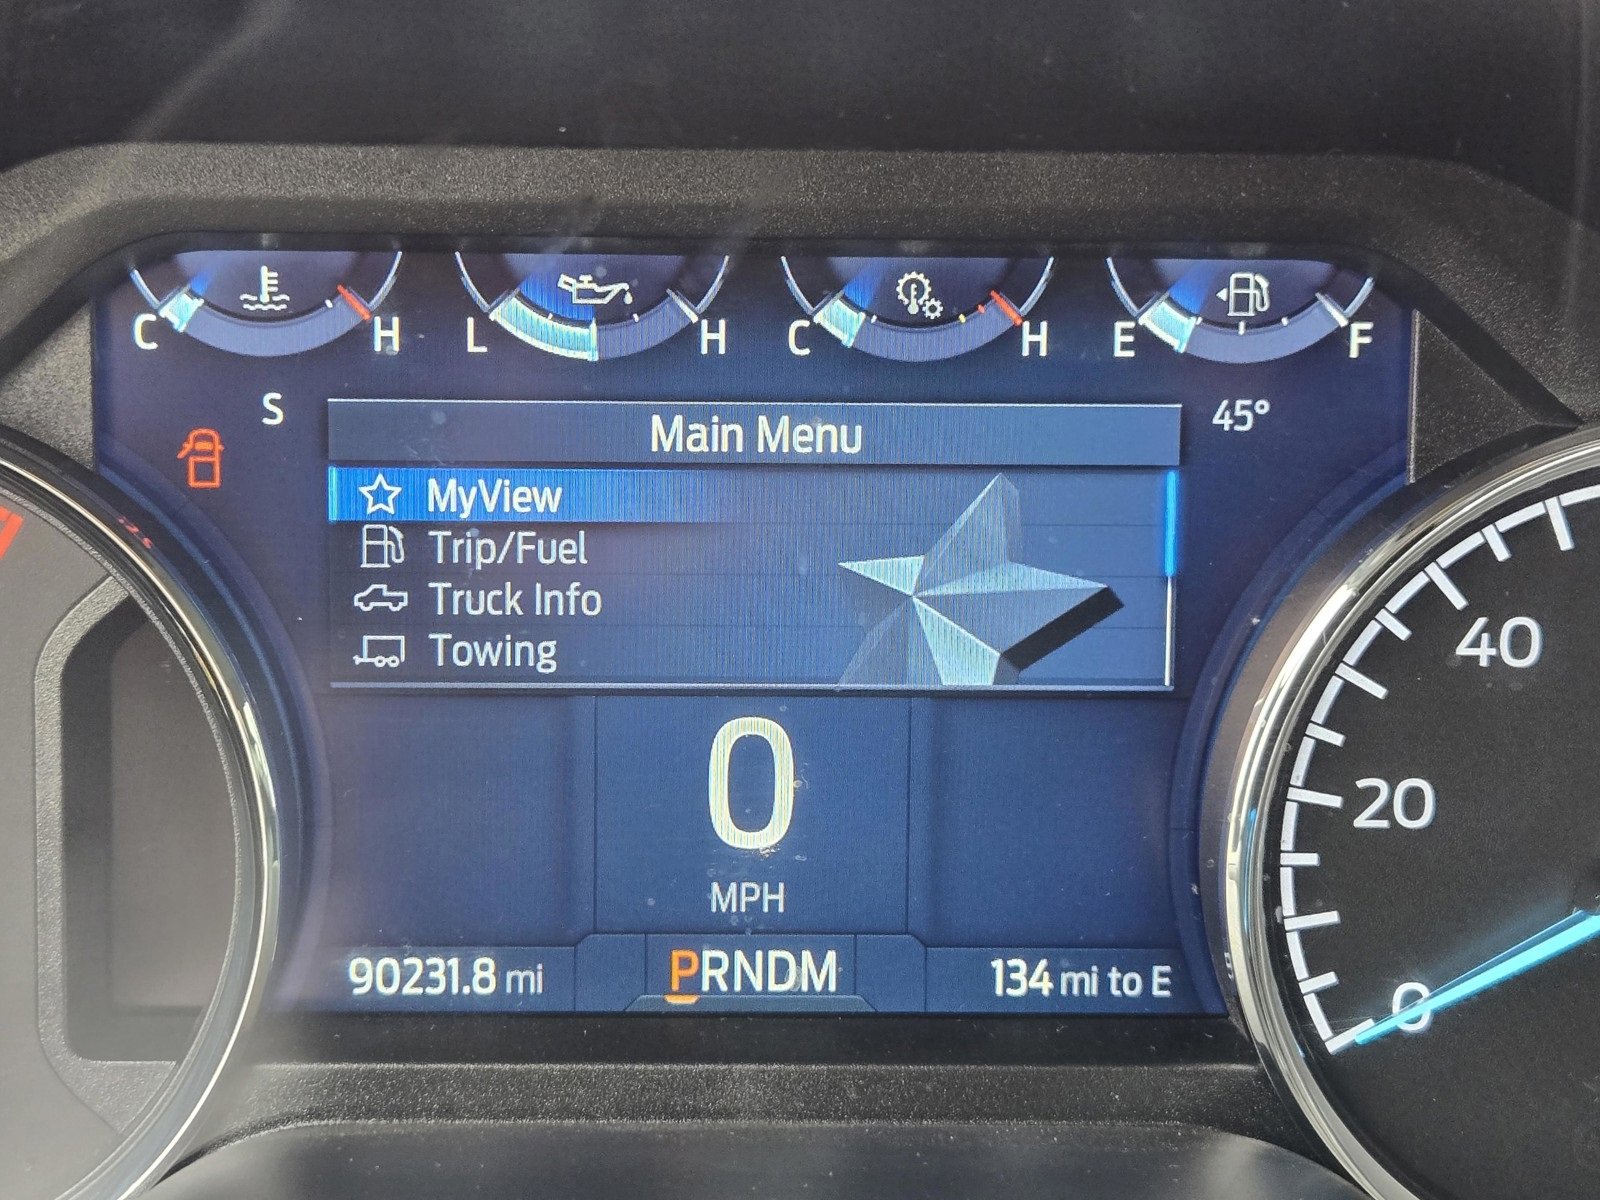 C H L H C H E F
S
45°
Main Menu
MyView
Trip/Fuel
Truck Info
Towing
0
MPH
90231.8 mi
PRNDM
134 mi to E
40
20
0